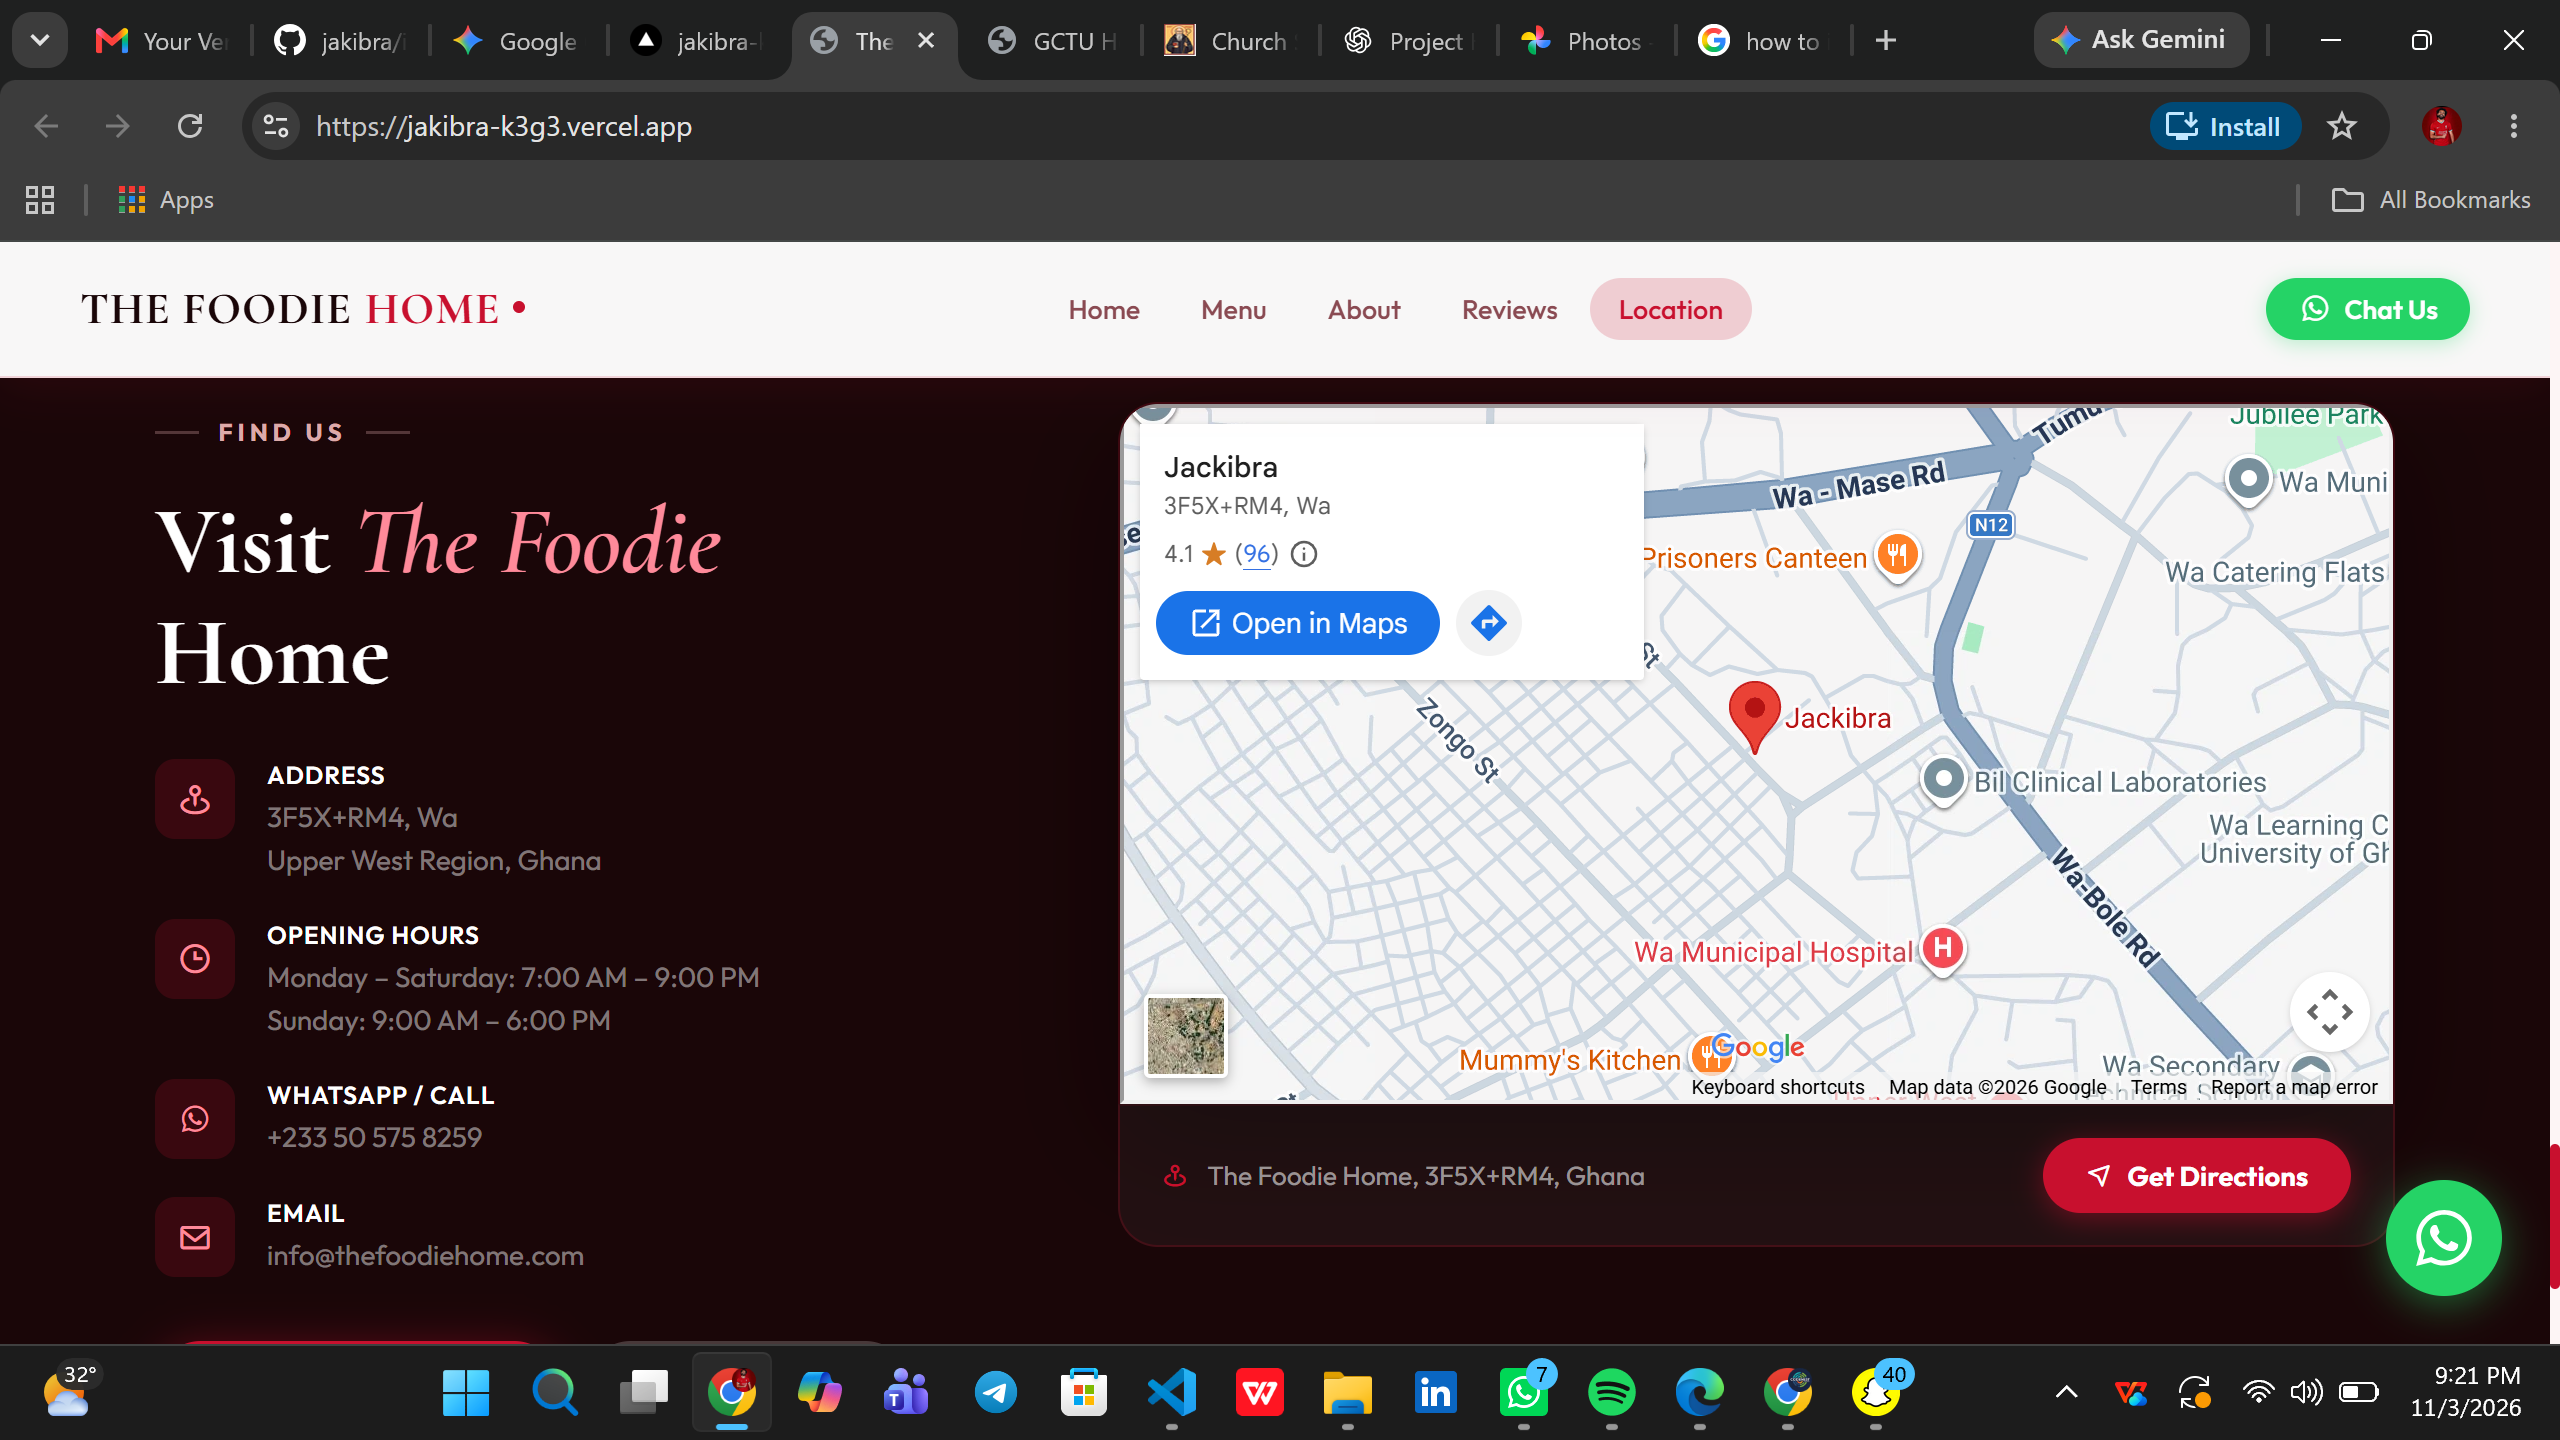 Your Ver
jakibra/i
Google
jakibra-
The
GCTU H
Church
Project
Photos
how to
Ask Gemini
https://jakibra-k3g3.vercel.app
Install
Apps
All Bookmarks
THE FOODIE HOME
Home
Menu
About
Reviews
Location
Chat Us
FIND US
Visit The Foodie
Home
ADDRESS
3F5X+RM4, Wa
Upper West Region, Ghana
OPENING HOURS
Monday – Saturday: 7:00 AM – 9:00 PM
Sunday: 9:00 AM – 6:00 PM
WHATSAPP / CALL
+233 50 575 8259
EMAIL
info@thefoodiehome.com
Jackibra
3F5X+RM4, Wa
4.1 ★ (96)
Open in Maps
Jubilee Park
Tumu
Wa - Mase Rd
Wa Muni
N12
Prisoners Canteen
Wa Catering Flats
St
Zongo St
Jackibra
Bil Clinical Laboratories
Wa Learning C
University of Gh
Wa-Bole Rd
Wa Municipal Hospital
H
Mummy's Kitchen
Google
Wa Secondary
Keyboard shortcuts
Map data ©2026 Google
Terms
Report a map error
The Foodie Home, 3F5X+RM4, Ghana
Get Directions
32°
7
40
9:21 PM
11/3/2026